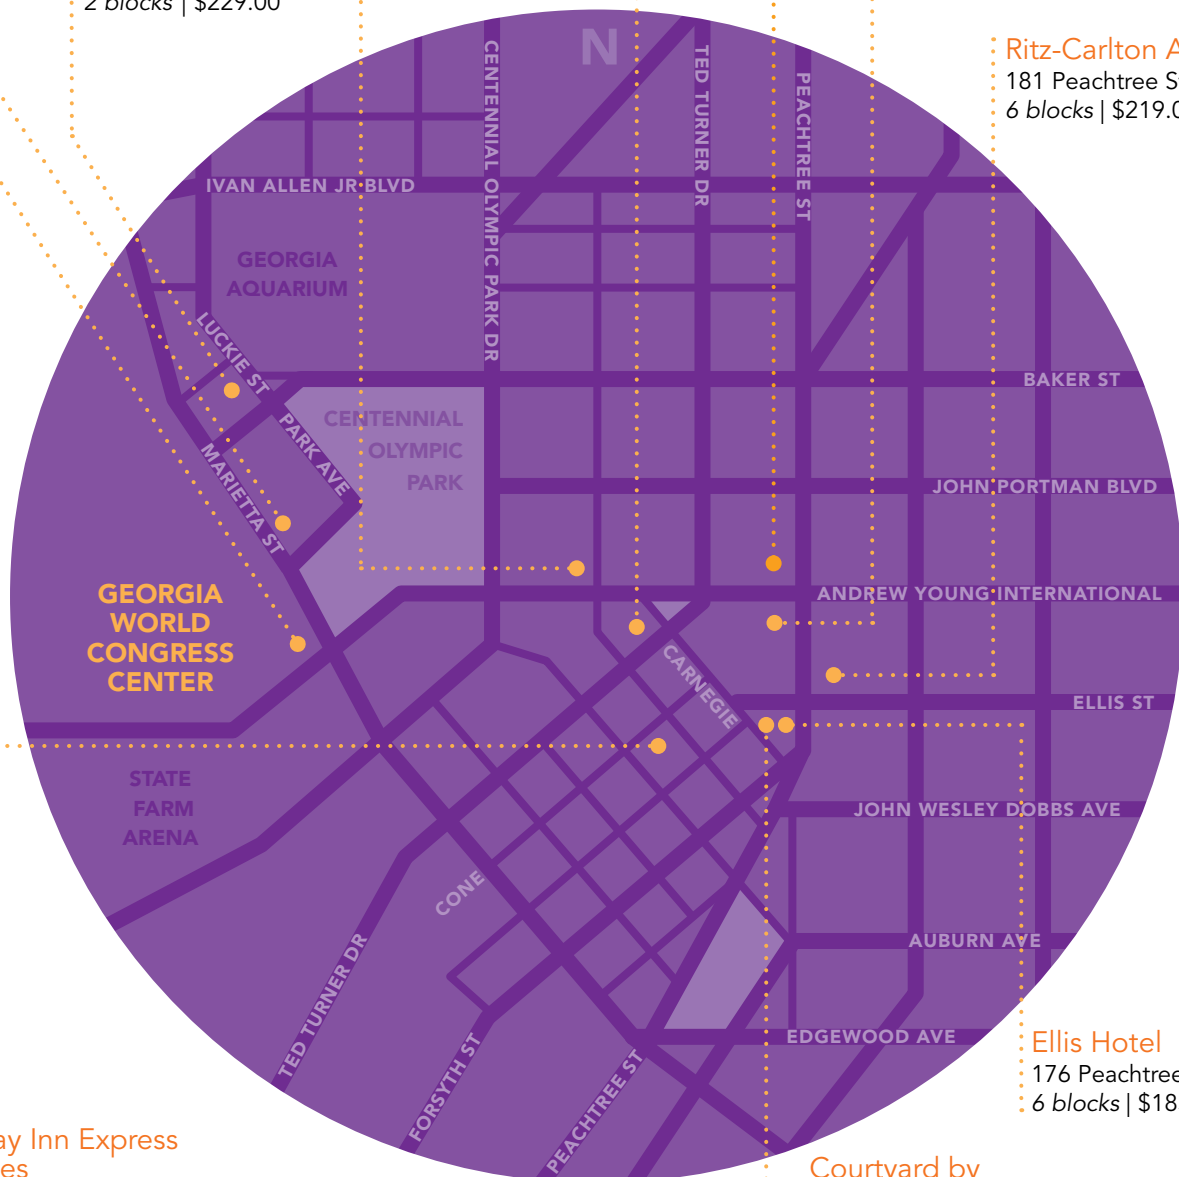 2 blocks | $229.00
N
Ritz-Carlton A
181 Peachtree S
6 blocks | $219.0
CENTENNIAL OLYMPIC PARK DR
TED TURNER DR
PEACHTREE ST
IVAN ALLEN JR BLVD
GEORGIA
AQUARIUM
LUCKIE ST
BAKER ST
PARK AVE
CENTENNIAL
OLYMPIC
PARK
MARIETTA ST
JOHN PORTMAN BLVD
GEORGIA
WORLD
CONGRESS
CENTER
ANDREW YOUNG INTERNATIONAL
CARNEGIE
ELLIS ST
STATE
FARM
ARENA
JOHN WESLEY DOBBS AVE
CONE
TED TURNER DR
AUBURN AVE
FORSYTH ST
PEACHTREE ST
EDGEWOOD AVE
Ellis Hotel
176 Peachtree
6 blocks | $18
ay Inn Express
es
Courtyard by